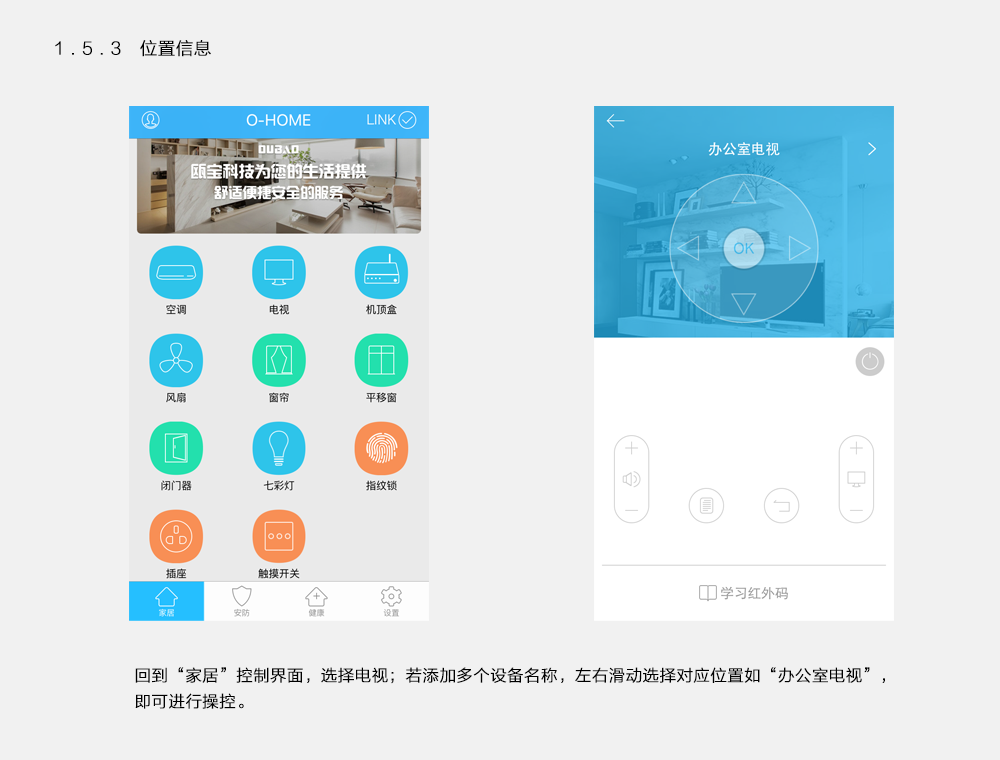 1.5.3 位置信息
O-HOME
LINK
OUBAO
瓯宝科技为您的生活提供
舒适便捷安全的服务
空调
电视
机顶盒
风扇
窗帘
平移窗
闭门器
七彩灯
指纹锁
插座
触摸开关
家居
安防
健康
设置
办公室电视
OK
学习红外码
回到“家居”控制界面，选择电视；若添加多个设备名称，左右滑动选择对应位置如“办公室电视”，
即可进行操控。